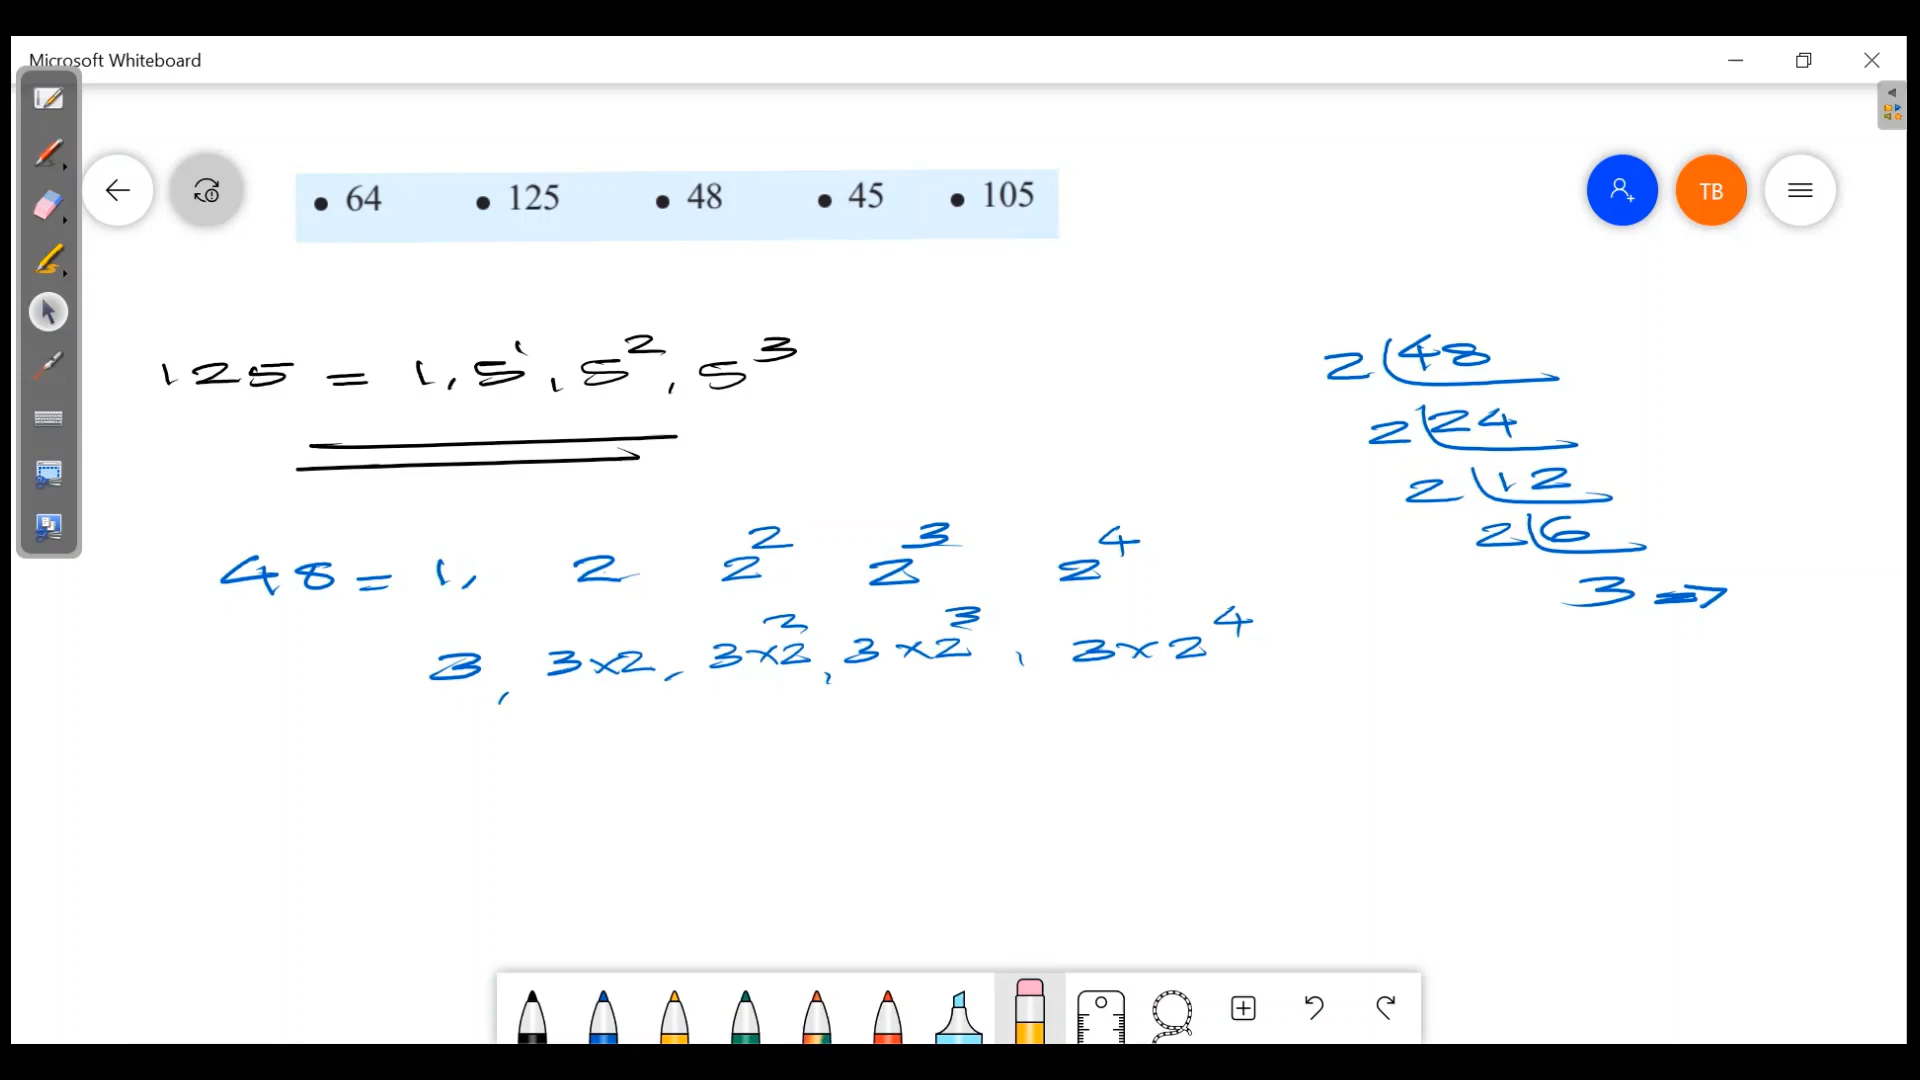 Microsoft Whiteboard
TB
• 64 • 125 • 48 • 45 • 105
125 = 1, 5¹, 5², 5³
2 48
2 24
2 12
2 6
3 ⇒
48 = 1, 2 2² 2³ 2⁴
3, 3×2, 3×2², 3×2³, 3×2⁴